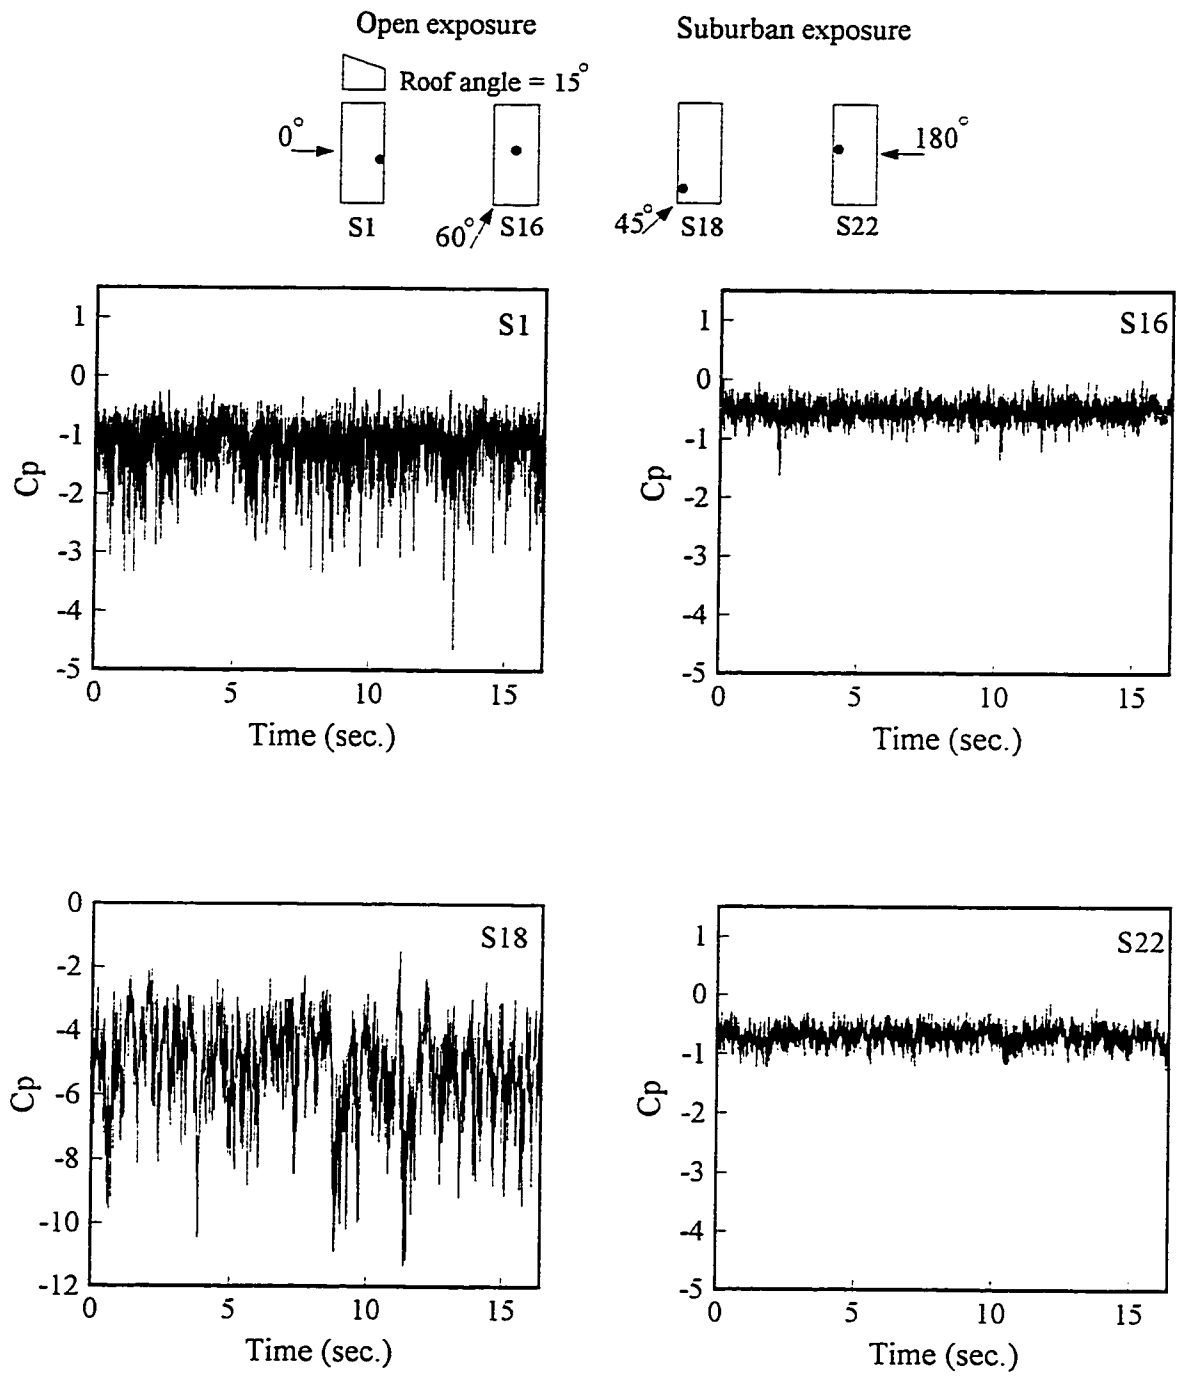 Open exposure
Suburban exposure
Roof angle = 15°
0°
180°
60°
45°
S1
S16
S18
S22
S1
1
0
-1
-2
-3
-4
-5
Cp
0 5 10 15
Time (sec.)
S16
1
0
-1
-2
-3
-4
-5
Cp
0 5 10 15
Time (sec.)
S18
0
-2
-4
-6
-8
-10
-12
Cp
0 5 10 15
Time (sec.)
S22
1
0
-1
-2
-3
-4
-5
Cp
0 5 10 15
Time (sec.)